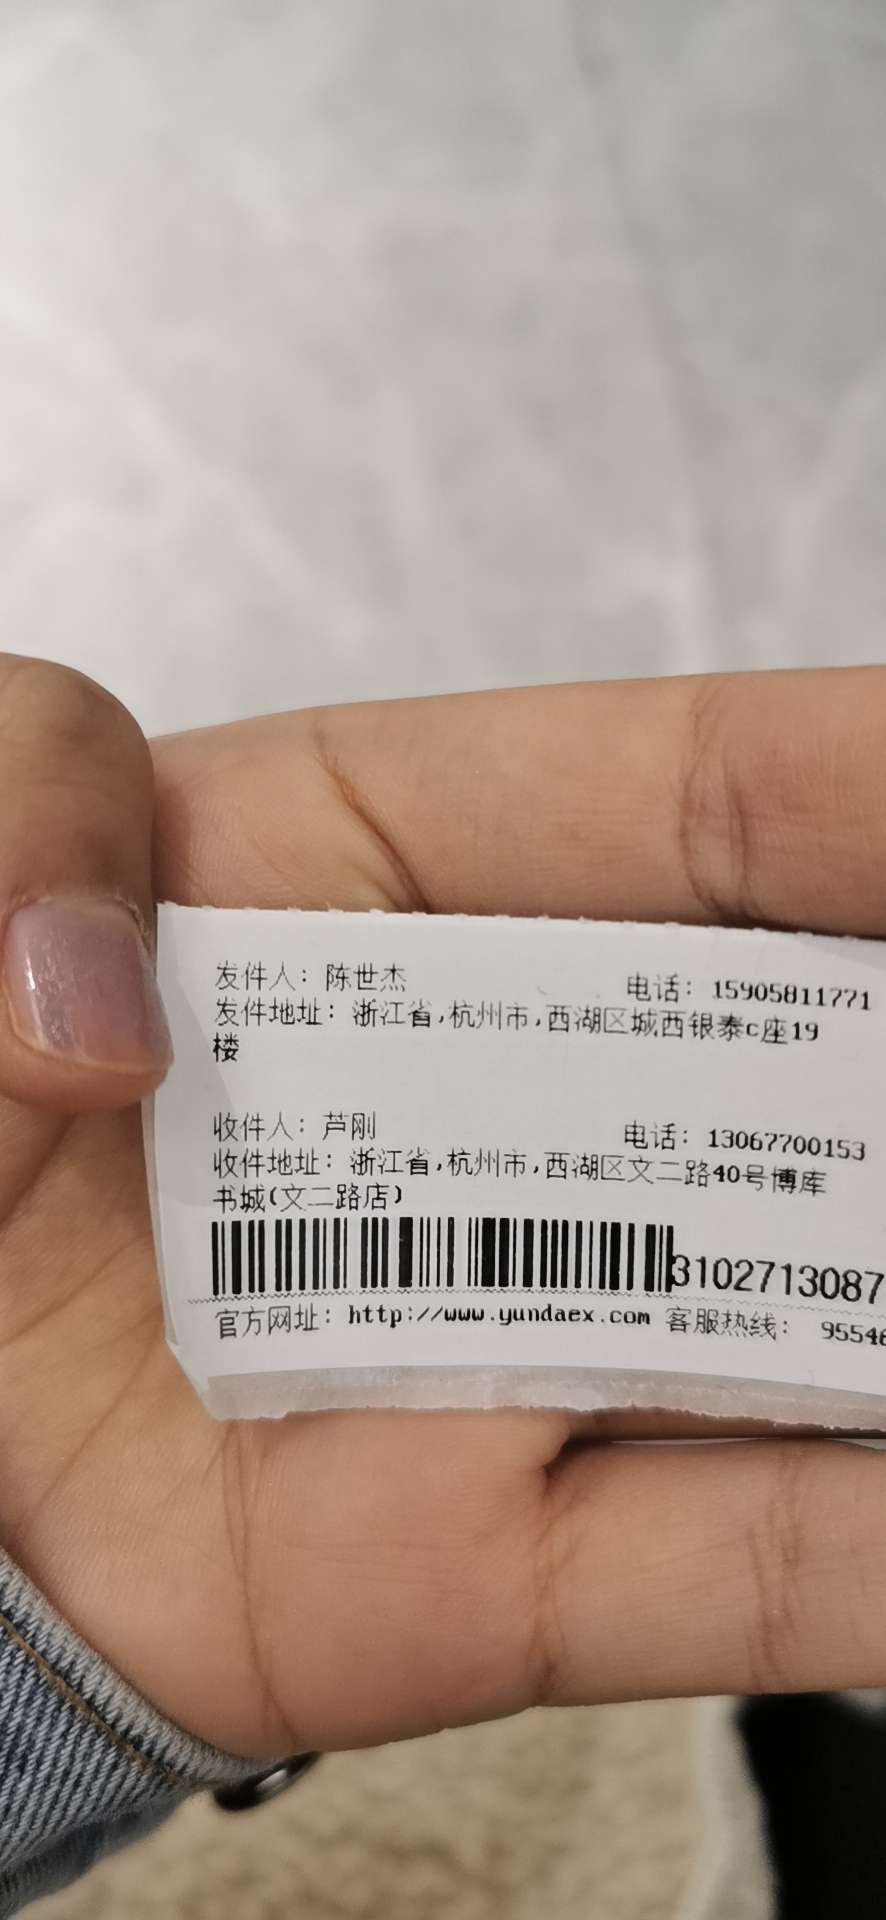 发件人: 陈世杰 电话: 15905811771
发件地址: 浙江省,杭州市,西湖区城西银泰c座19
楼
收件人: 芦刚 电话: 13067700153
收件地址: 浙江省,杭州市,西湖区文二路40号博库
书城(文二路店)
310271308７
官方网址: http://www.yundaex.com 客服热线: 95546